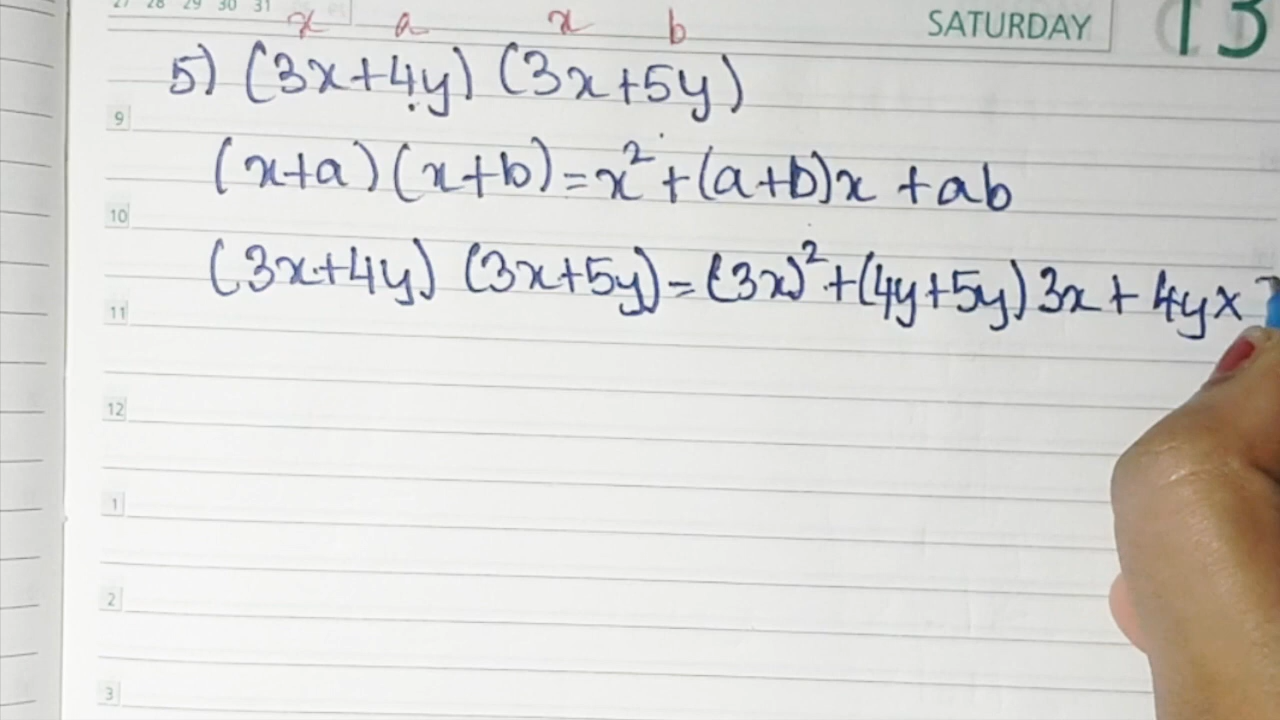 27 28 29 30 31
SATURDAY 13
x a x b
5) (3x+4y) (3x+5y)
9
(x+a) (x+b) = x² + (a+b)x + ab
10
(3x+4y) (3x+5y) = (3x)² + (4y+5y) 3x + 4y ×
11
12
1
2
3